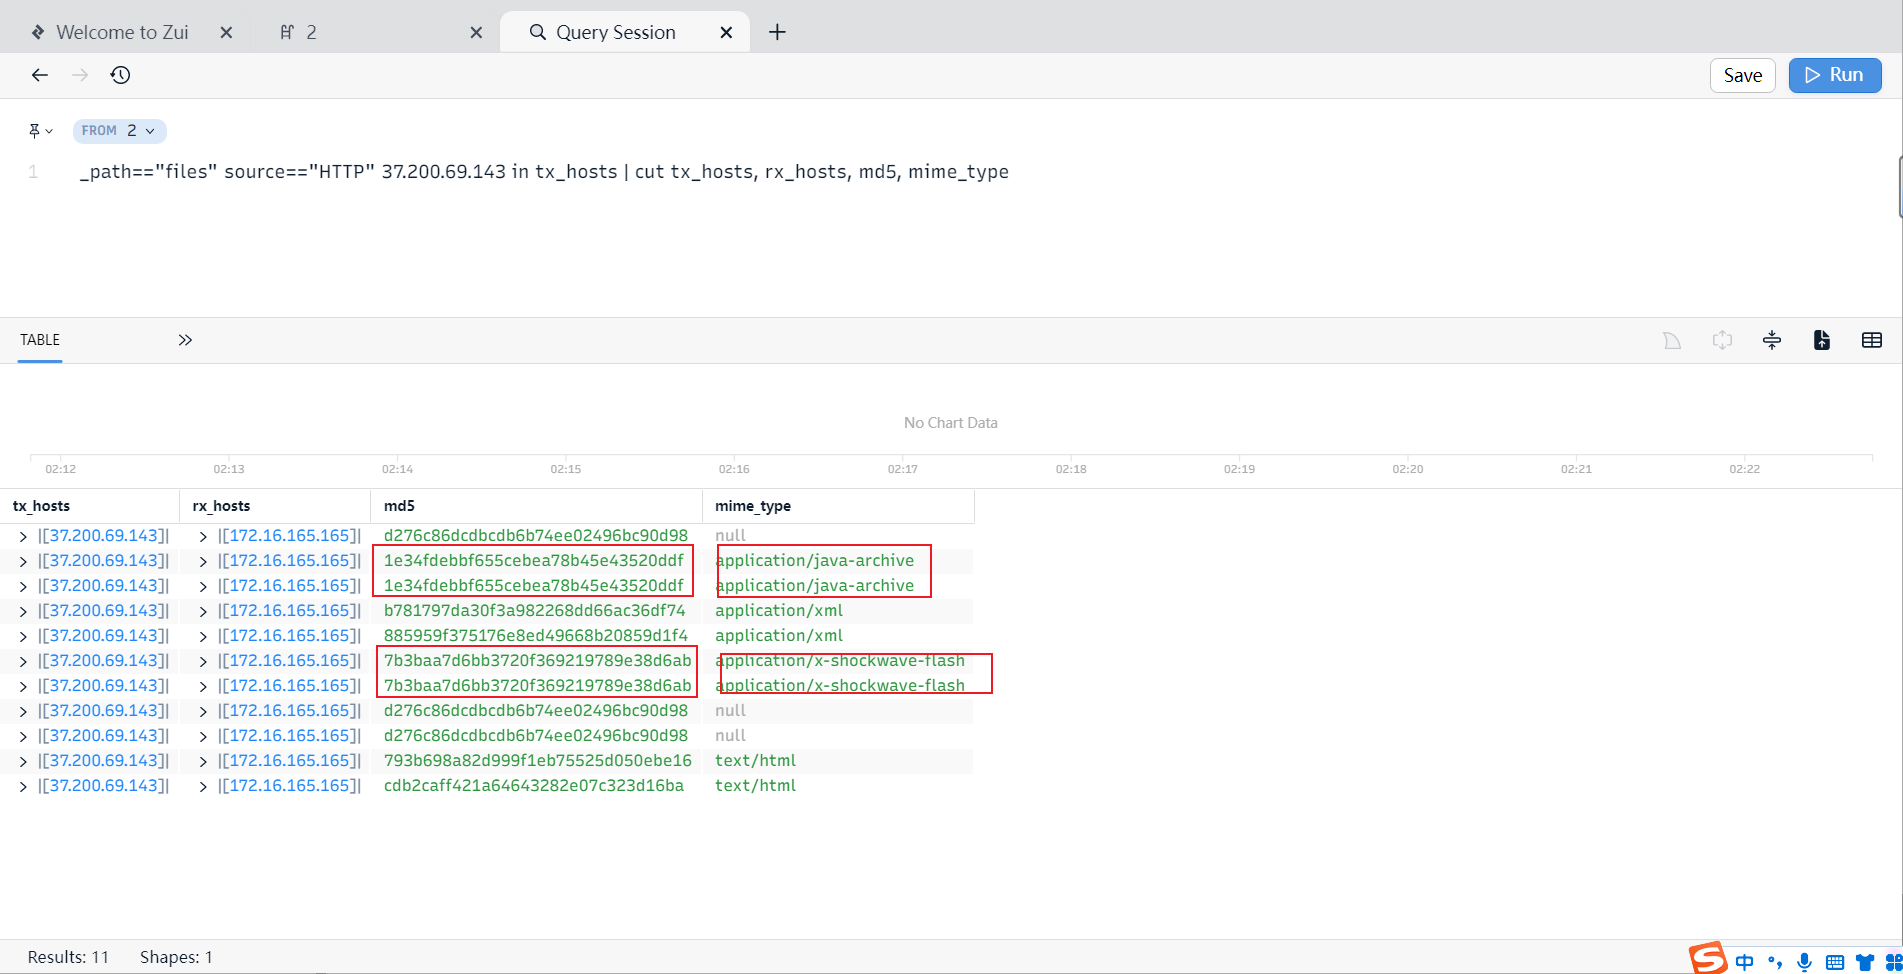 Welcome to Zui
2
Query Session
Save
Run
FROM 2
1 _path=="files" source=="HTTP" 37.200.69.143 in tx_hosts | cut tx_hosts, rx_hosts, md5, mime_type
TABLE
No Chart Data
02:12 02:13 02:14 02:15 02:16 02:17 02:18 02:19 02:20 02:21 02:22
tx_hosts rx_hosts md5 mime_type
|[37.200.69.143]| |[172.16.165.165]| d276c86dcdbcdb6b74ee02496bc90d98 null
|[37.200.69.143]| |[172.16.165.165]| 1e34fdebbf655cebea78b45e43520ddf application/java-archive
|[37.200.69.143]| |[172.16.165.165]| 1e34fdebbf655cebea78b45e43520ddf application/java-archive
|[37.200.69.143]| |[172.16.165.165]| b781797da30f3a982268dd66ac36df74 application/xml
|[37.200.69.143]| |[172.16.165.165]| 885959f375176e8ed49668b20859d1f4 application/xml
|[37.200.69.143]| |[172.16.165.165]| 7b3baa7d6bb3720f369219789e38d6ab application/x-shockwave-flash
|[37.200.69.143]| |[172.16.165.165]| 7b3baa7d6bb3720f369219789e38d6ab application/x-shockwave-flash
|[37.200.69.143]| |[172.16.165.165]| d276c86dcdbcdb6b74ee02496bc90d98 null
|[37.200.69.143]| |[172.16.165.165]| d276c86dcdbcdb6b74ee02496bc90d98 null
|[37.200.69.143]| |[172.16.165.165]| 793b698a82d999f1eb75525d050ebe16 text/html
|[37.200.69.143]| |[172.16.165.165]| cdb2caff421a64643282e07c323d16ba text/html
Results: 11 Shapes: 1
S 中